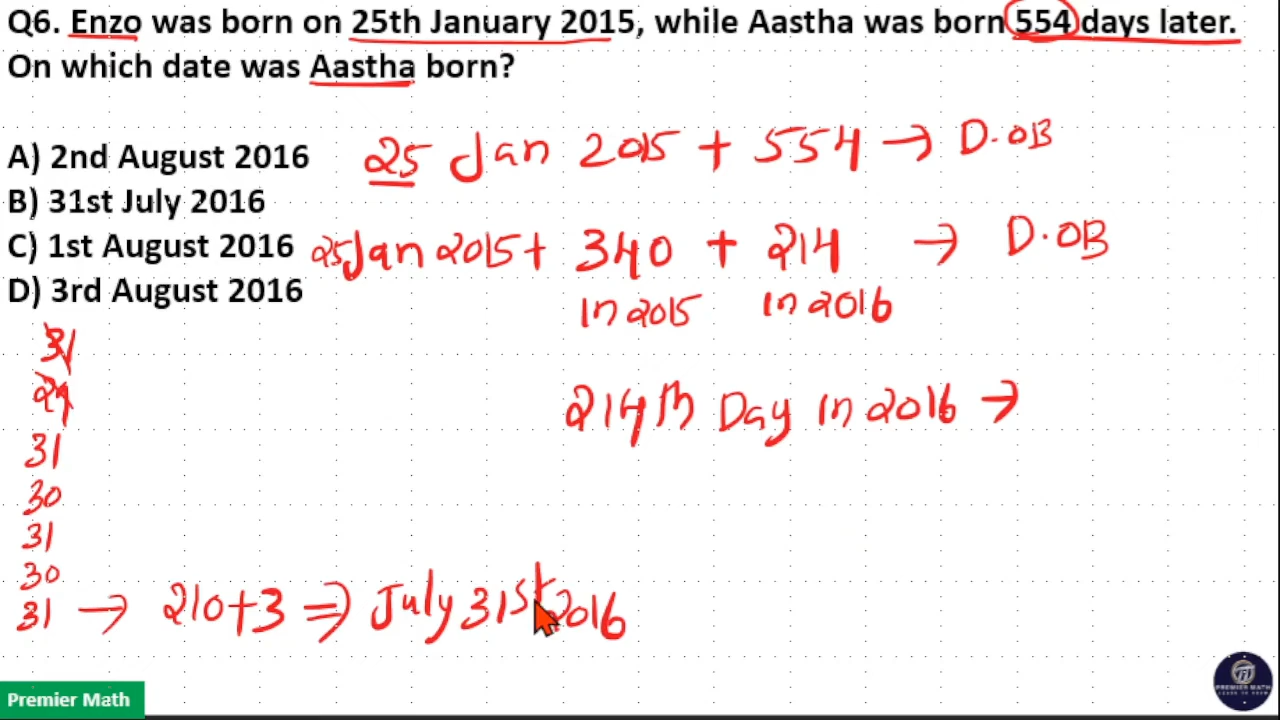 Q6. Enzo was born on 25th January 2015, while Aastha was born 554 days later.
On which date was Aastha born?
A) 2nd August 2016
B) 31st July 2016
C) 1st August 2016
D) 3rd August 2016
25 Jan 2015 + 554 → D.OB
25 Jan 2015 + 340 + 214 → D.OB
In 2015 In 2016
214th Day in 2016 →
31
29
31
30
31
30
31 → 210+3 ⇒ July 31st 2016
Premier Math
PREMIER MATH